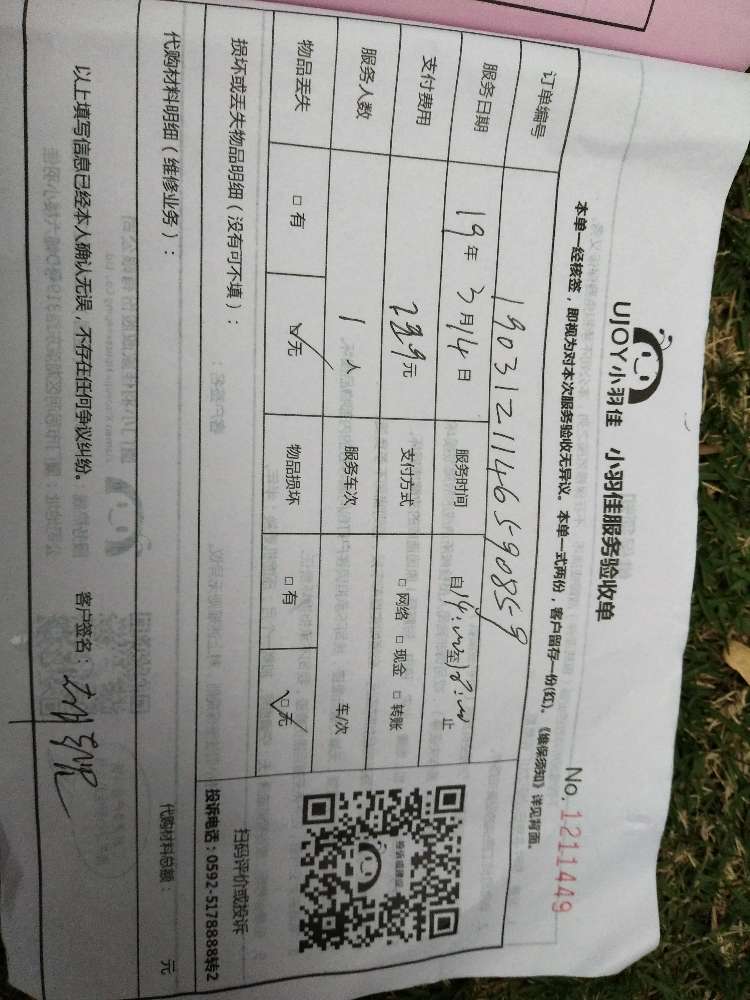 UJOY小羽佳 小羽佳服务验收单
No. 1211449
本单一经核签，即视为对本次服务验收无异议。本单一式两份，客户留存一份(红)。《维保须知》详见背面。
订单编号 190312114659085​9
服务日期 19年3月14日 服务时间 自14:00至18:00止
支付费用 229元 支付方式 □网络 □现金 □转账
服务人数 1人 服务车次 车/次
物品丢失 □有 ☑无 物品损坏 □有 ☑无
投诉或建议
扫码评价或投诉
投诉电话：0592-5178888转2
损坏或丢失物品明细（没有可不填）：
代购材料明细（维修业务）：
代购材料总额： 元
以上填写信息已经本人确认无误，不存在任何争议纠纷。 客户签名：